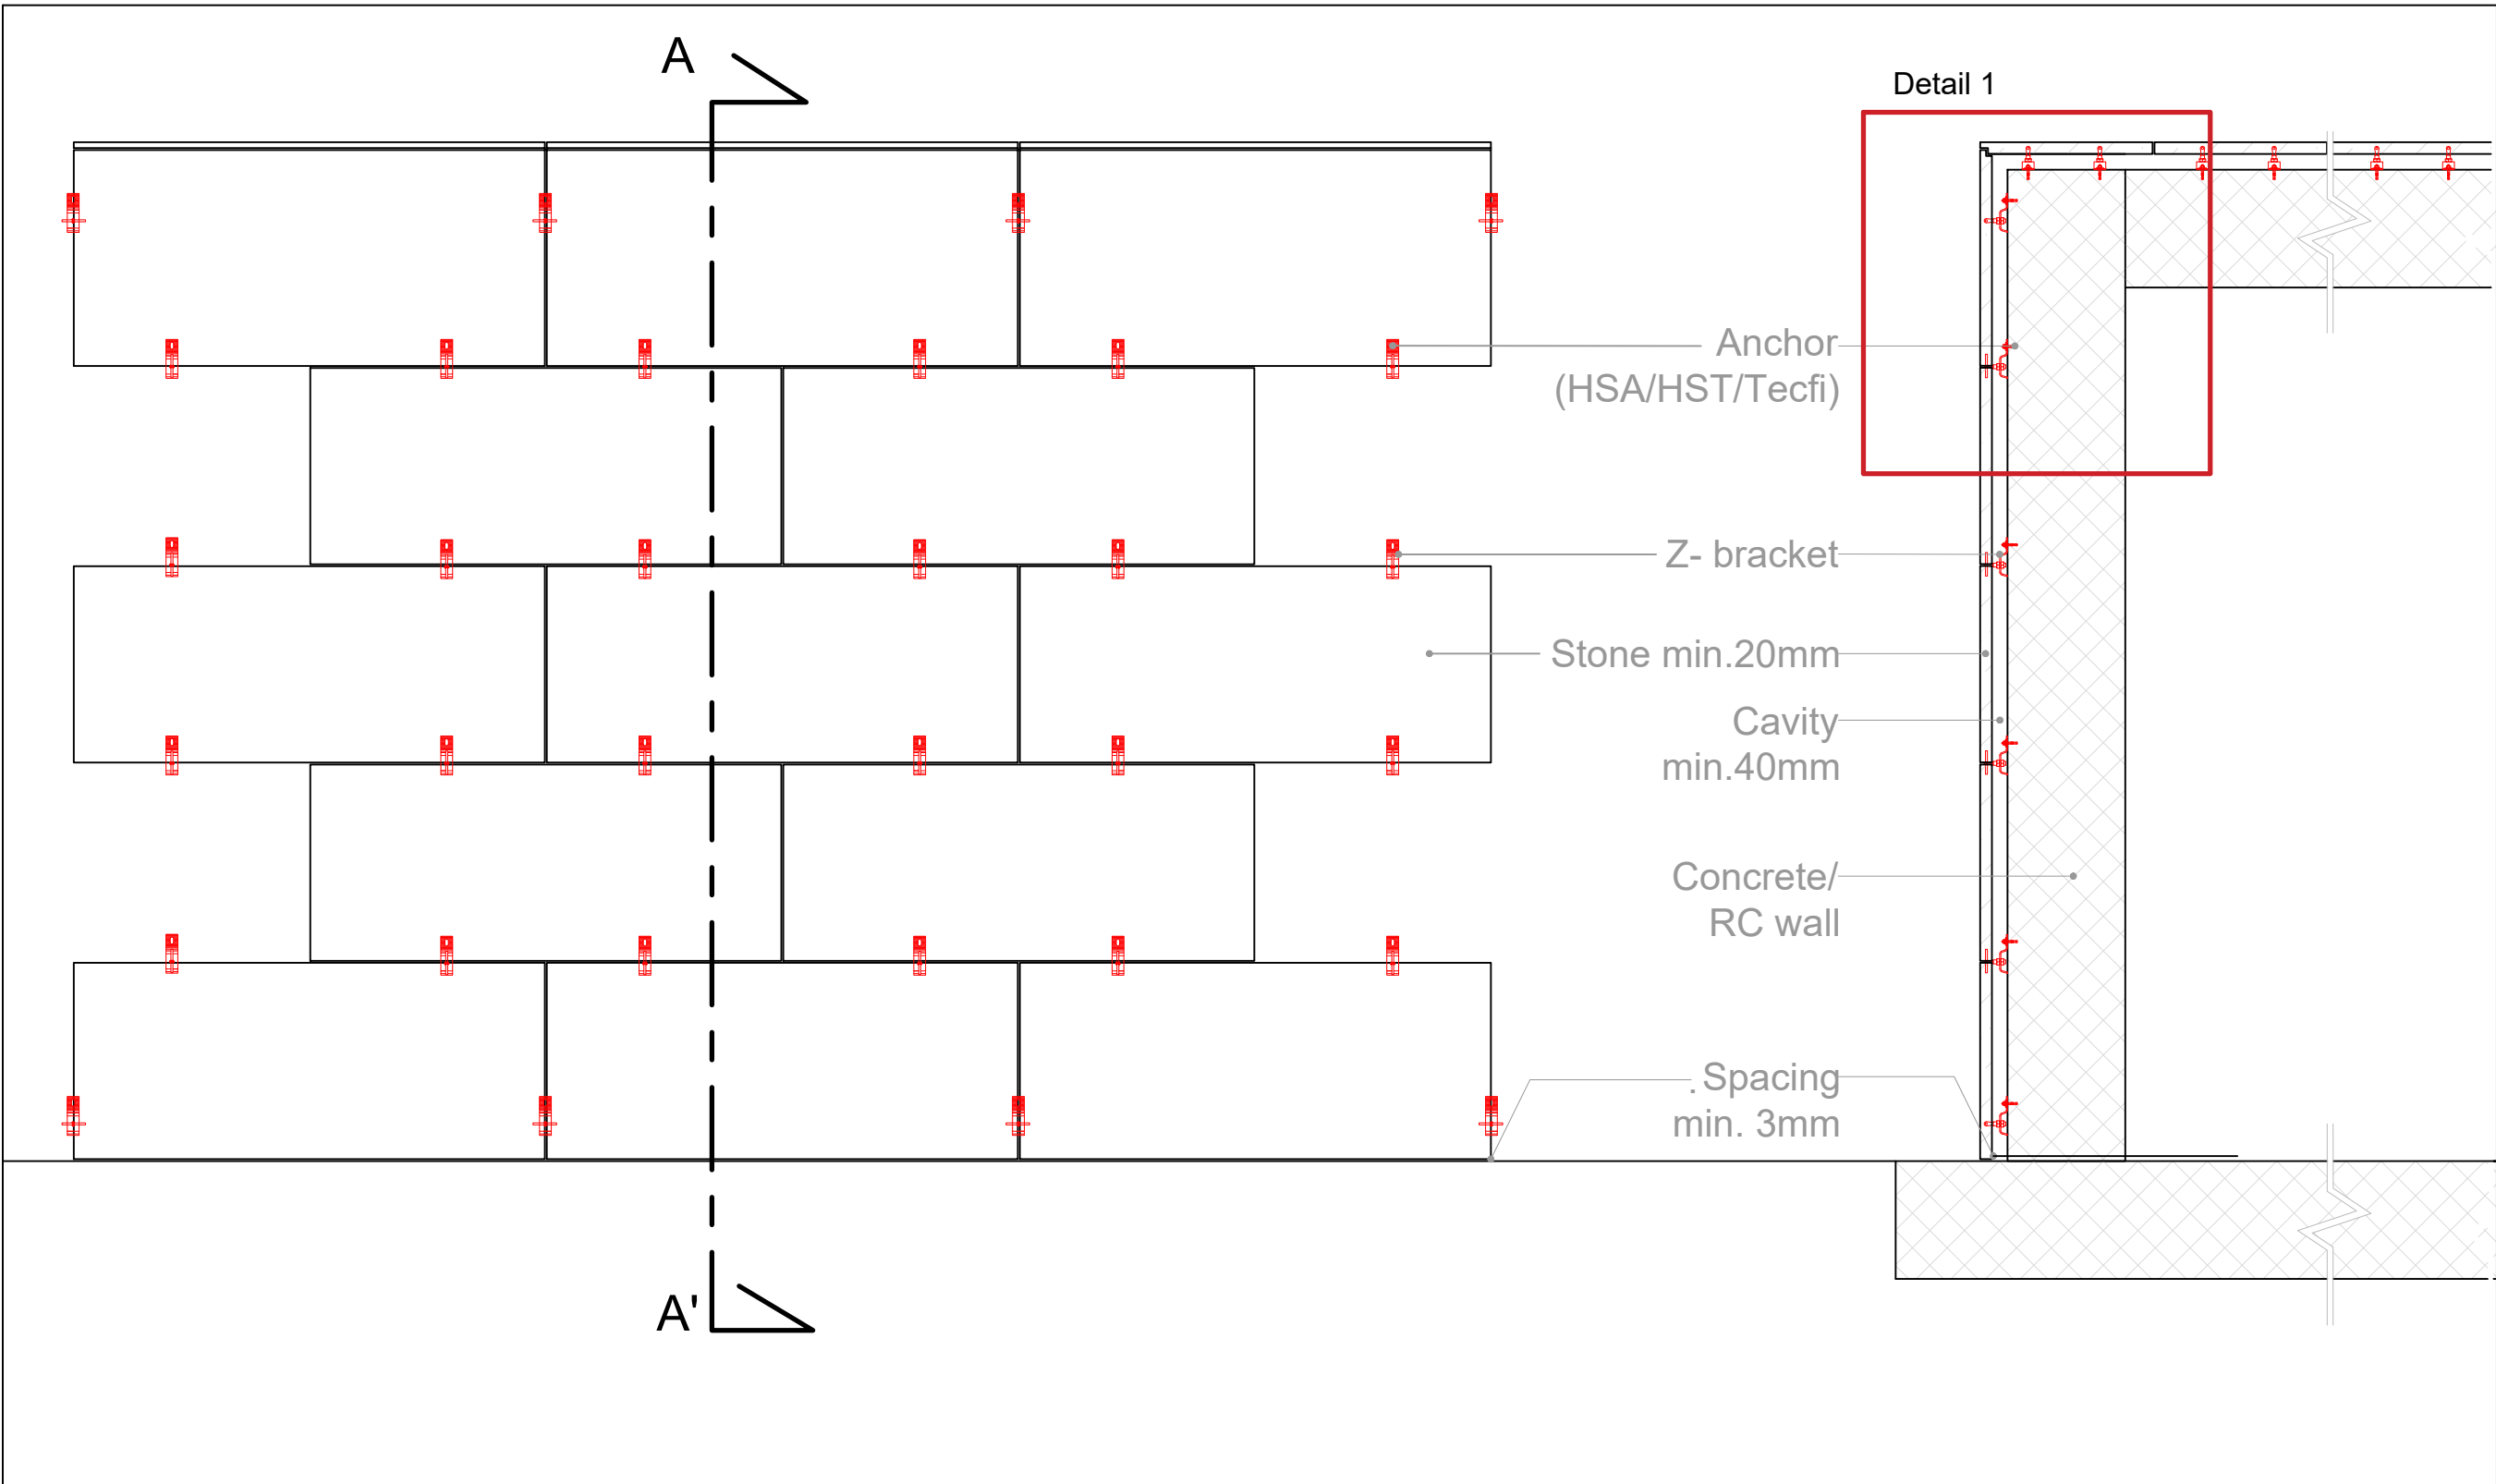 A
Detail 1
Anchor
(HSA/HST/Tecfi)
Z- bracket
Stone min.20mm
Cavity
min.40mm
Concrete/
RC wall
. Spacing
min. 3mm
A'